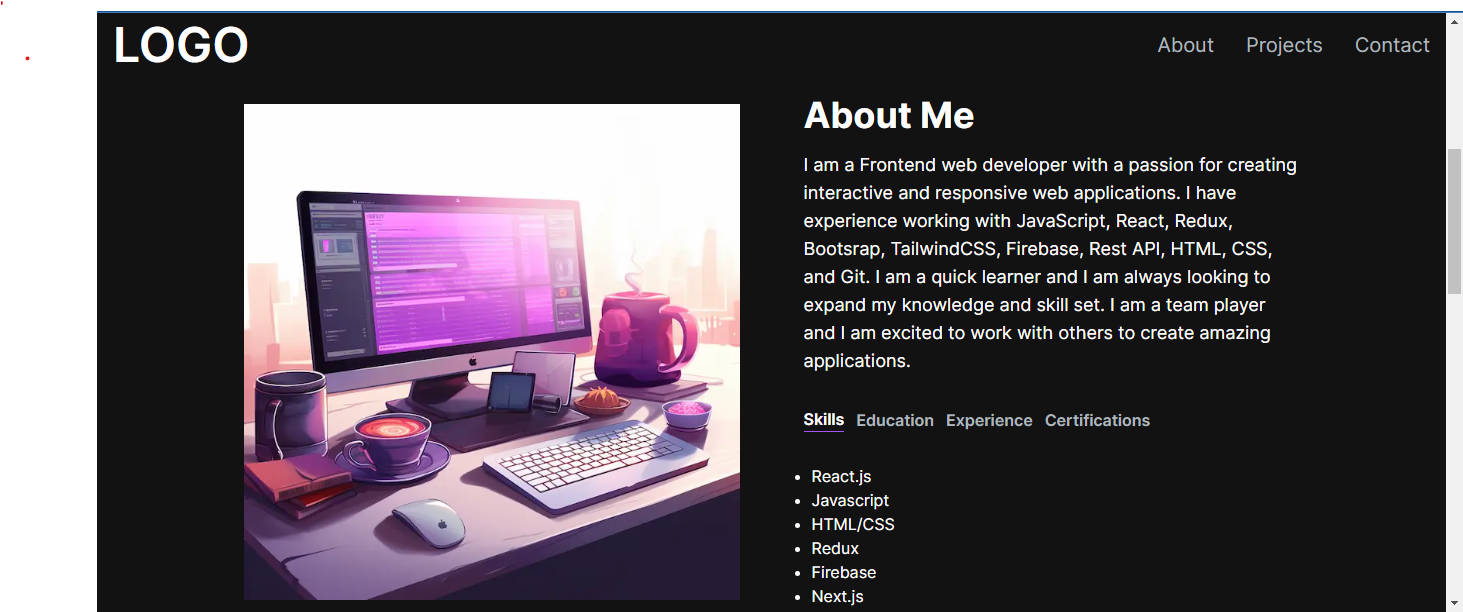 LOGO
About Projects Contact
About Me
I am a Frontend web developer with a passion for creating
interactive and responsive web applications. I have
experience working with JavaScript, React, Redux,
Bootsrap, TailwindCSS, Firebase, Rest API, HTML, CSS,
and Git. I am a quick learner and I am always looking to
expand my knowledge and skill set. I am a team player
and I am excited to work with others to create amazing
applications.
Skills Education Experience Certifications
• React.js
• Javascript
• HTML/CSS
• Redux
• Firebase
• Next.js